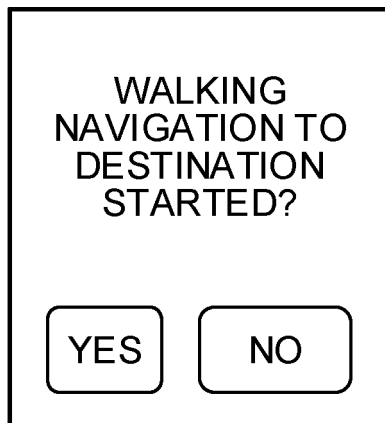 WALKING
NAVIGATION TO
DESTINATION
STARTED?
YES NO